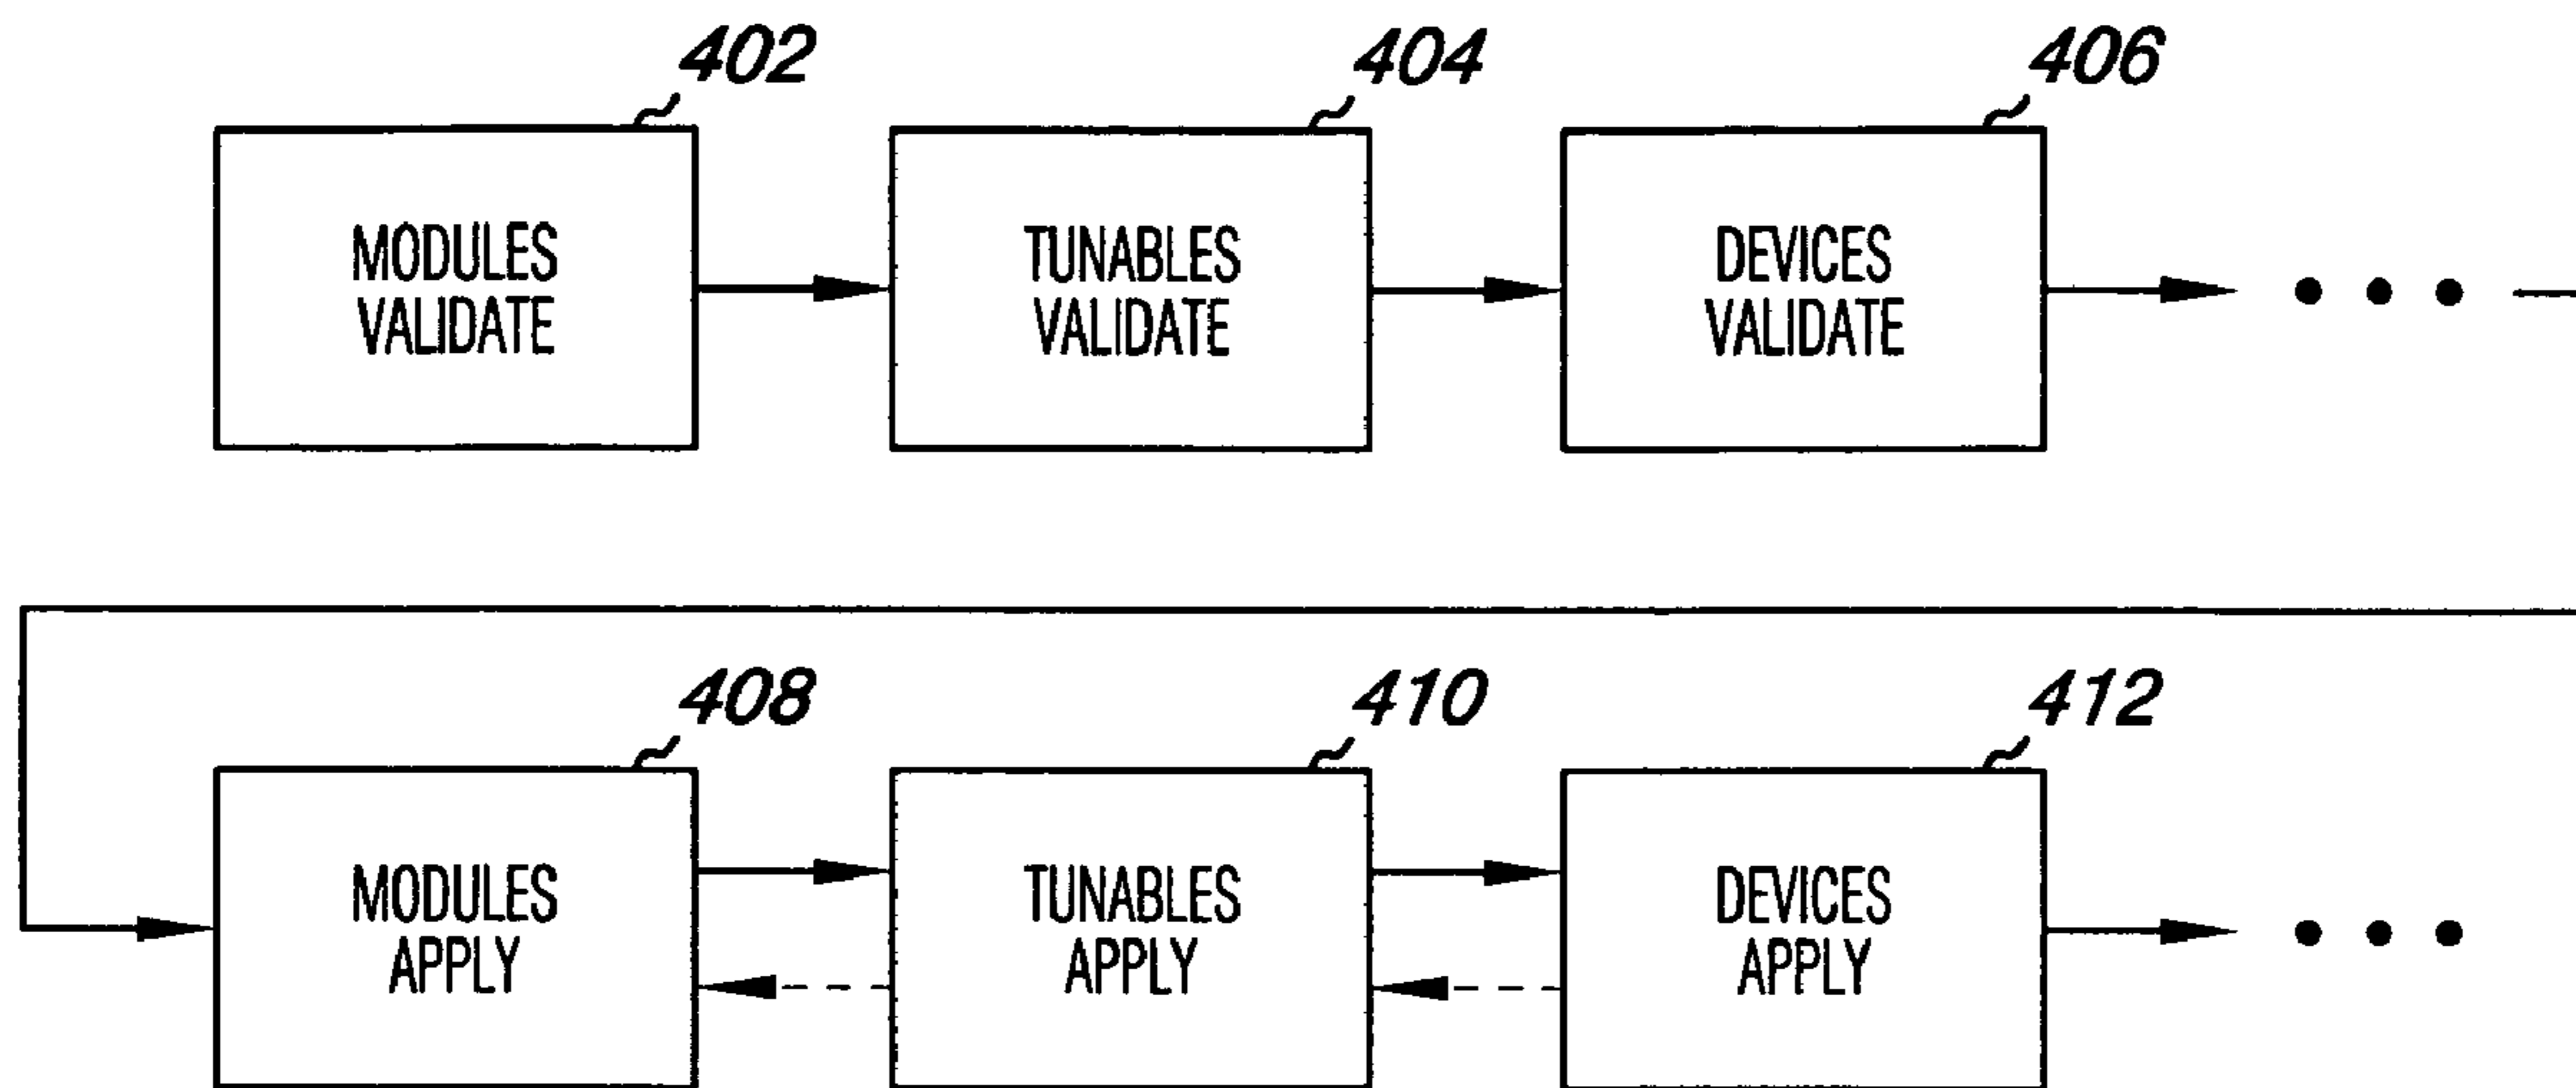 402
404
406
MODULES
VALIDATE
TUNABLES
VALIDATE
DEVICES
VALIDATE
408
410
412
MODULES
APPLY
TUNABLES
APPLY
DEVICES
APPLY